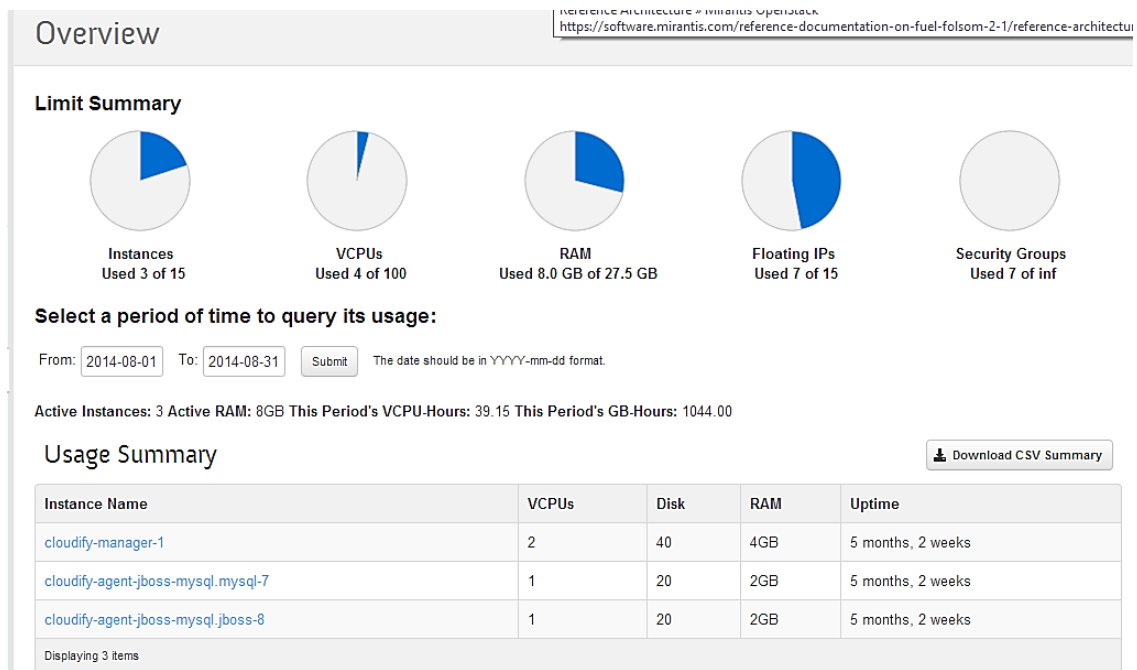 Overview
Reference Architecture » Mirantis OpenStack
https://software.mirantis.com/reference-documentation-on-fuel-folsom-2-1/reference-architectur
Limit Summary
Instances
Used 3 of 15
VCPUs
Used 4 of 100
RAM
Used 8.0 GB of 27.5 GB
Floating IPs
Used 7 of 15
Security Groups
Used 7 of inf
Select a period of time to query its usage:
From: 2014-08-01 To: 2014-08-31 Submit The date should be in YYYY-mm-dd format.
Active Instances: 3 Active RAM: 8GB This Period's VCPU-Hours: 39.15 This Period's GB-Hours: 1044.00
Usage Summary
Download CSV Summary
Instance Name VCPUs Disk RAM Uptime
cloudify-manager-1 2 40 4GB 5 months, 2 weeks
cloudify-agent-jboss-mysql.mysql-7 1 20 2GB 5 months, 2 weeks
cloudify-agent-jboss-mysql.jboss-8 1 20 2GB 5 months, 2 weeks
Displaying 3 items